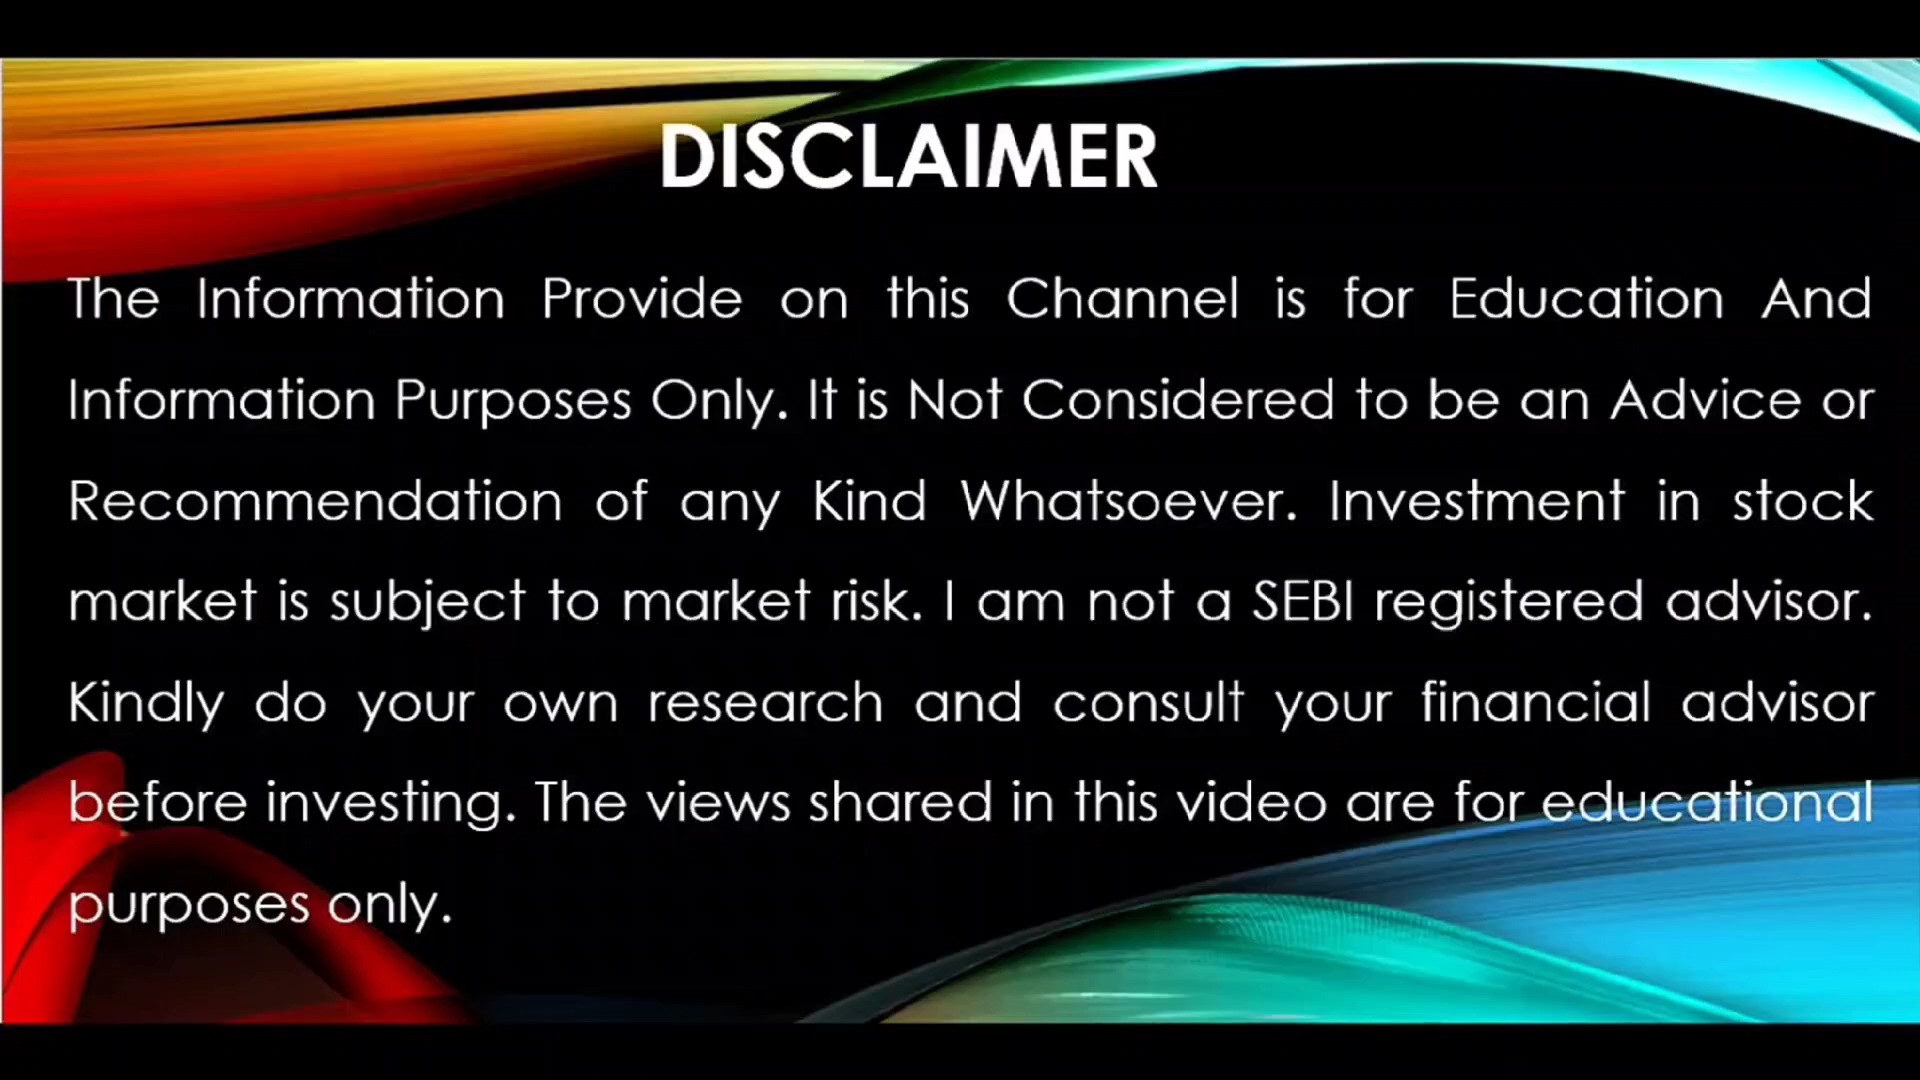 DISCLAIMER
The Information Provide on this Channel is for Education And
Information Purposes Only. It is Not Considered to be an Advice or
Recommendation of any Kind Whatsoever. Investment in stock
market is subject to market risk. I am not a SEBI registered advisor.
Kindly do your own research and consult your financial advisor
before investing. The views shared in this video are for educational
purposes only.